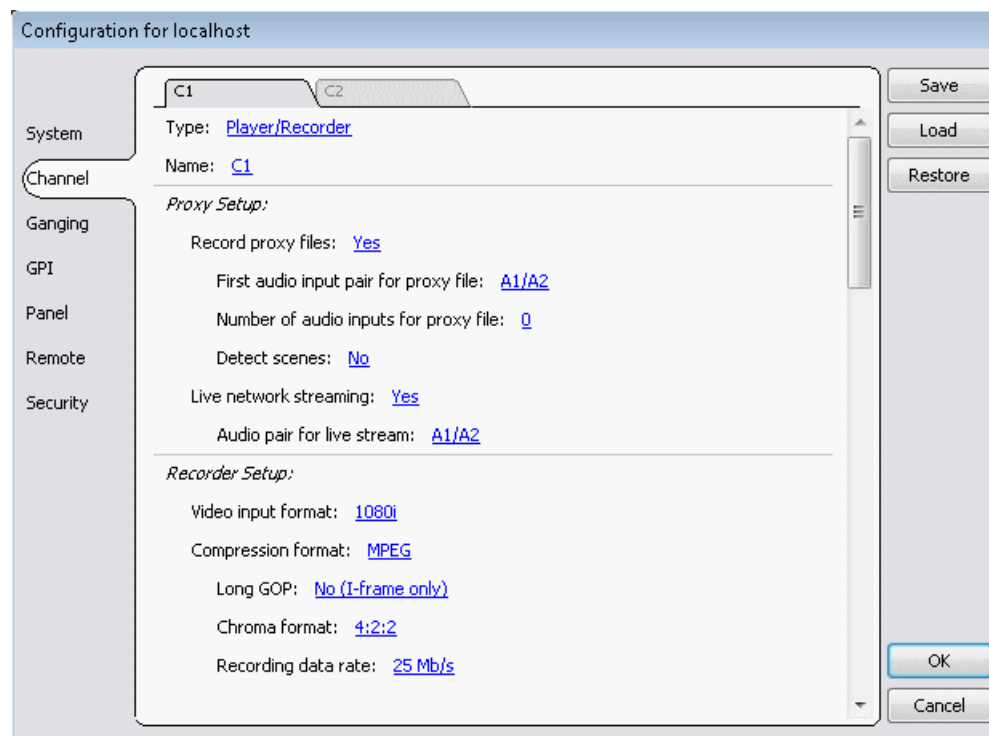 Configuration for localhost
System
Channel
Ganging
GPI
Panel
Remote
Security
C1
C2
Type: Player/Recorder
Name: C1
Proxy Setup:
Record proxy files: Yes
First audio input pair for proxy file: A1/A2
Number of audio inputs for proxy file: 0
Detect scenes: No
Live network streaming: Yes
Audio pair for live stream: A1/A2
Recorder Setup:
Video input format: 1080i
Compression format: MPEG
Long GOP: No (I-frame only)
Chroma format: 4:2:2
Recording data rate: 25 Mb/s
Save
Load
Restore
OK
Cancel